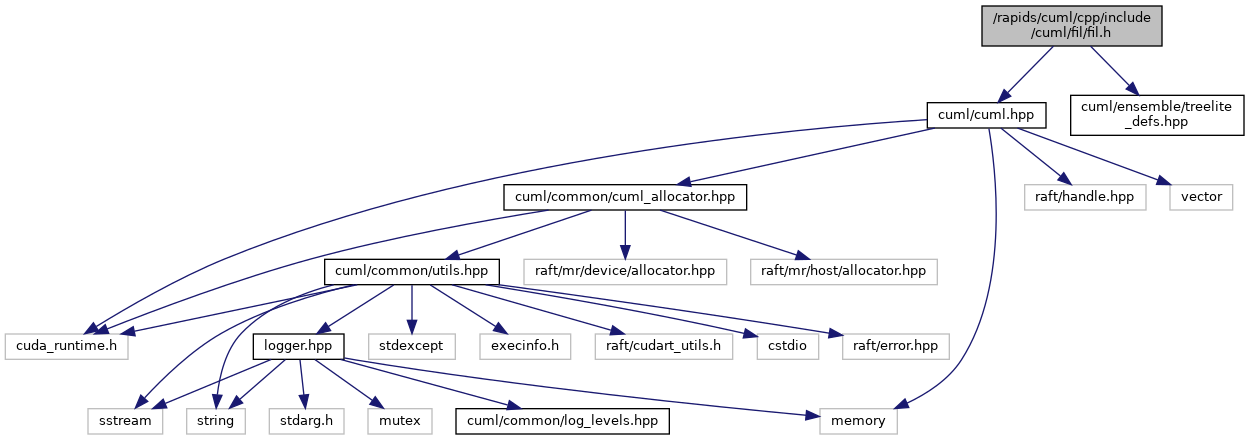 /rapids/cuml/cpp/include
/cuml/fil/fil.h
cuml/cuml.hpp
cuml/ensemble/treelite
_defs.hpp
cuml/common/cuml_allocator.hpp
raft/handle.hpp
vector
cuml/common/utils.hpp
raft/mr/device/allocator.hpp
raft/mr/host/allocator.hpp
cuda_runtime.h
logger.hpp
stdexcept
execinfo.h
raft/cudart_utils.h
cstdio
raft/error.hpp
sstream
string
stdarg.h
mutex
cuml/common/log_levels.hpp
memory